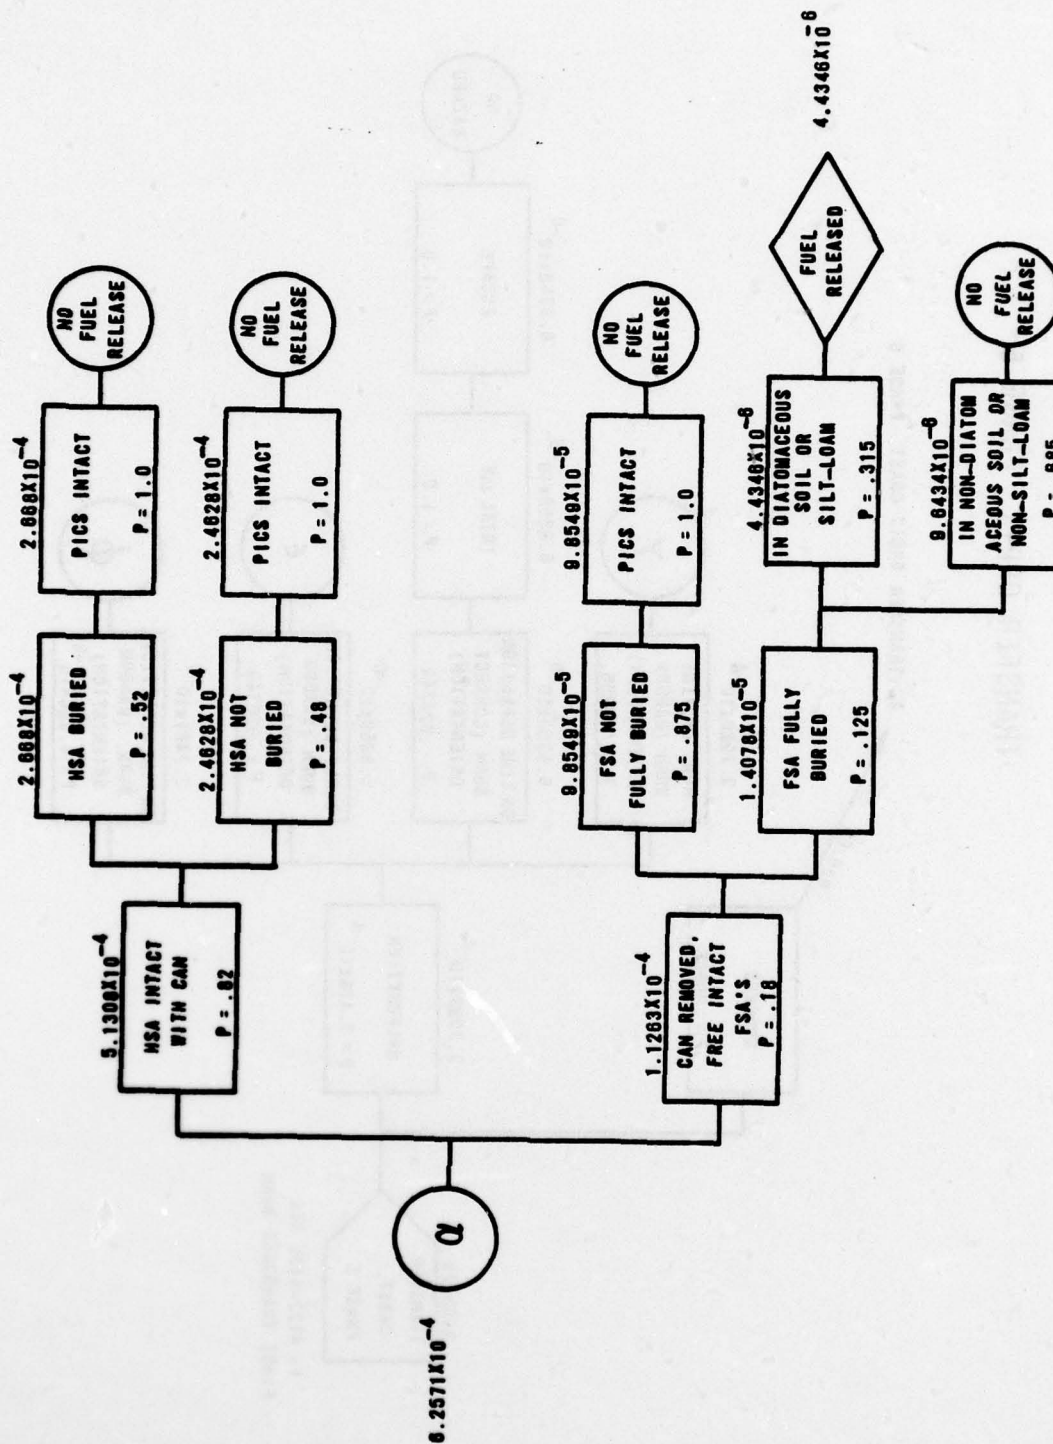 6.2571X10⁻⁴
α
5.1308X10⁻⁴
HSA INTACT
WITH CAN
P = .82
2.668X10⁻⁴
HSA BURIED
P = .52
2.668X10⁻⁴
PICS INTACT
P = 1.0
NO
FUEL
RELEASE
2.4628X10⁻⁴
HSA NOT
BURIED
P = .48
2.4628X10⁻⁴
PICS INTACT
P = 1.0
NO
FUEL
RELEASE
1.1263X10⁻⁴
CAN REMOVED,
FREE INTACT
FSA'S
P = .18
9.8549X10⁻⁵
FSA NOT
FULLY BURIED
P = .875
9.8549X10⁻⁵
PICS INTACT
P = 1.0
NO
FUEL
RELEASE
1.4078X10⁻⁵
FSA FULLY
BURIED
P = .125
4.4346X10⁻⁶
IN DIATOMACEOUS
SOIL OR
SILT-LOAM
P = .315
FUEL
RELEASED
4.4346X10⁻⁶
9.6434X10⁻⁶
IN NON-DIATOM
ACEOUS SOIL OR
NON-SILT-LOAM
P =
NO
FUEL
RELEASE